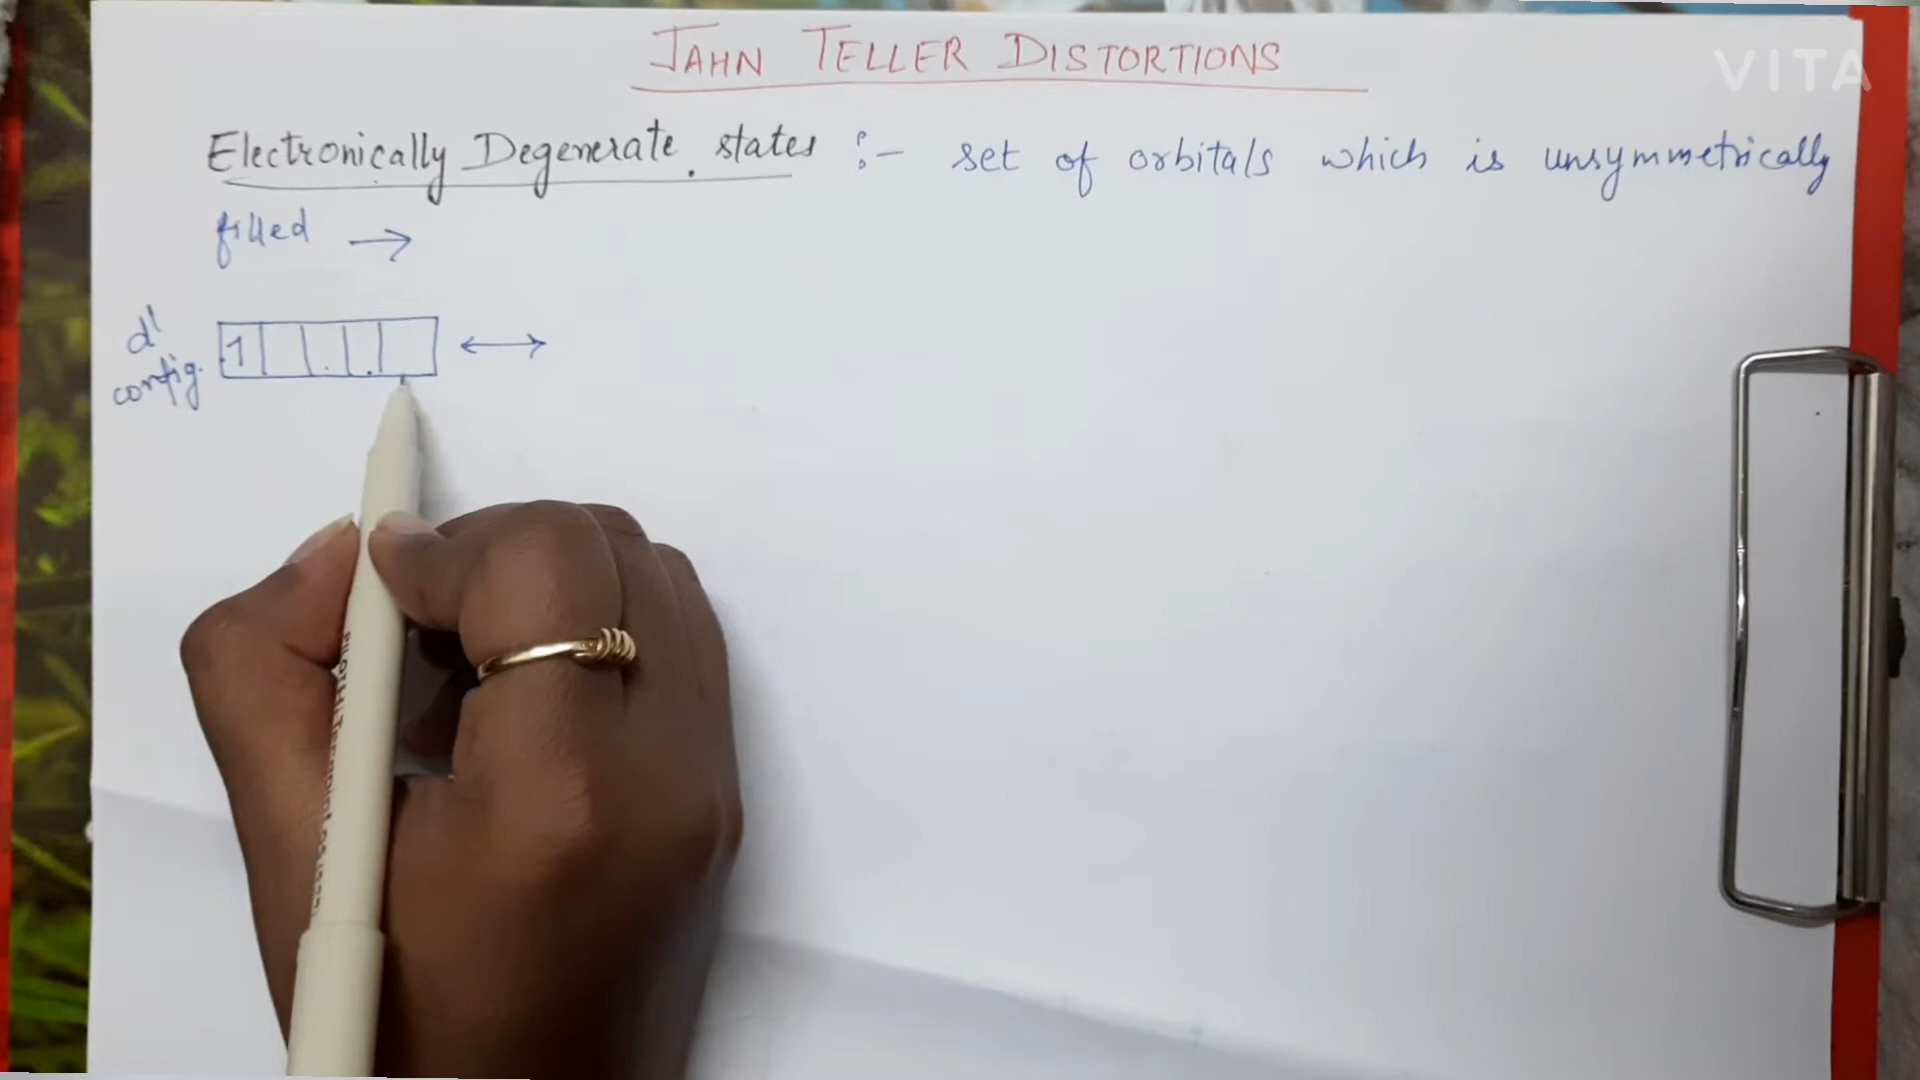 JAHN TELLER DISTORTIONS
VITA
Electronically Degenerate states :- set of orbitals which is unsymmetrically
filled →
d¹ 1 ↔
config.